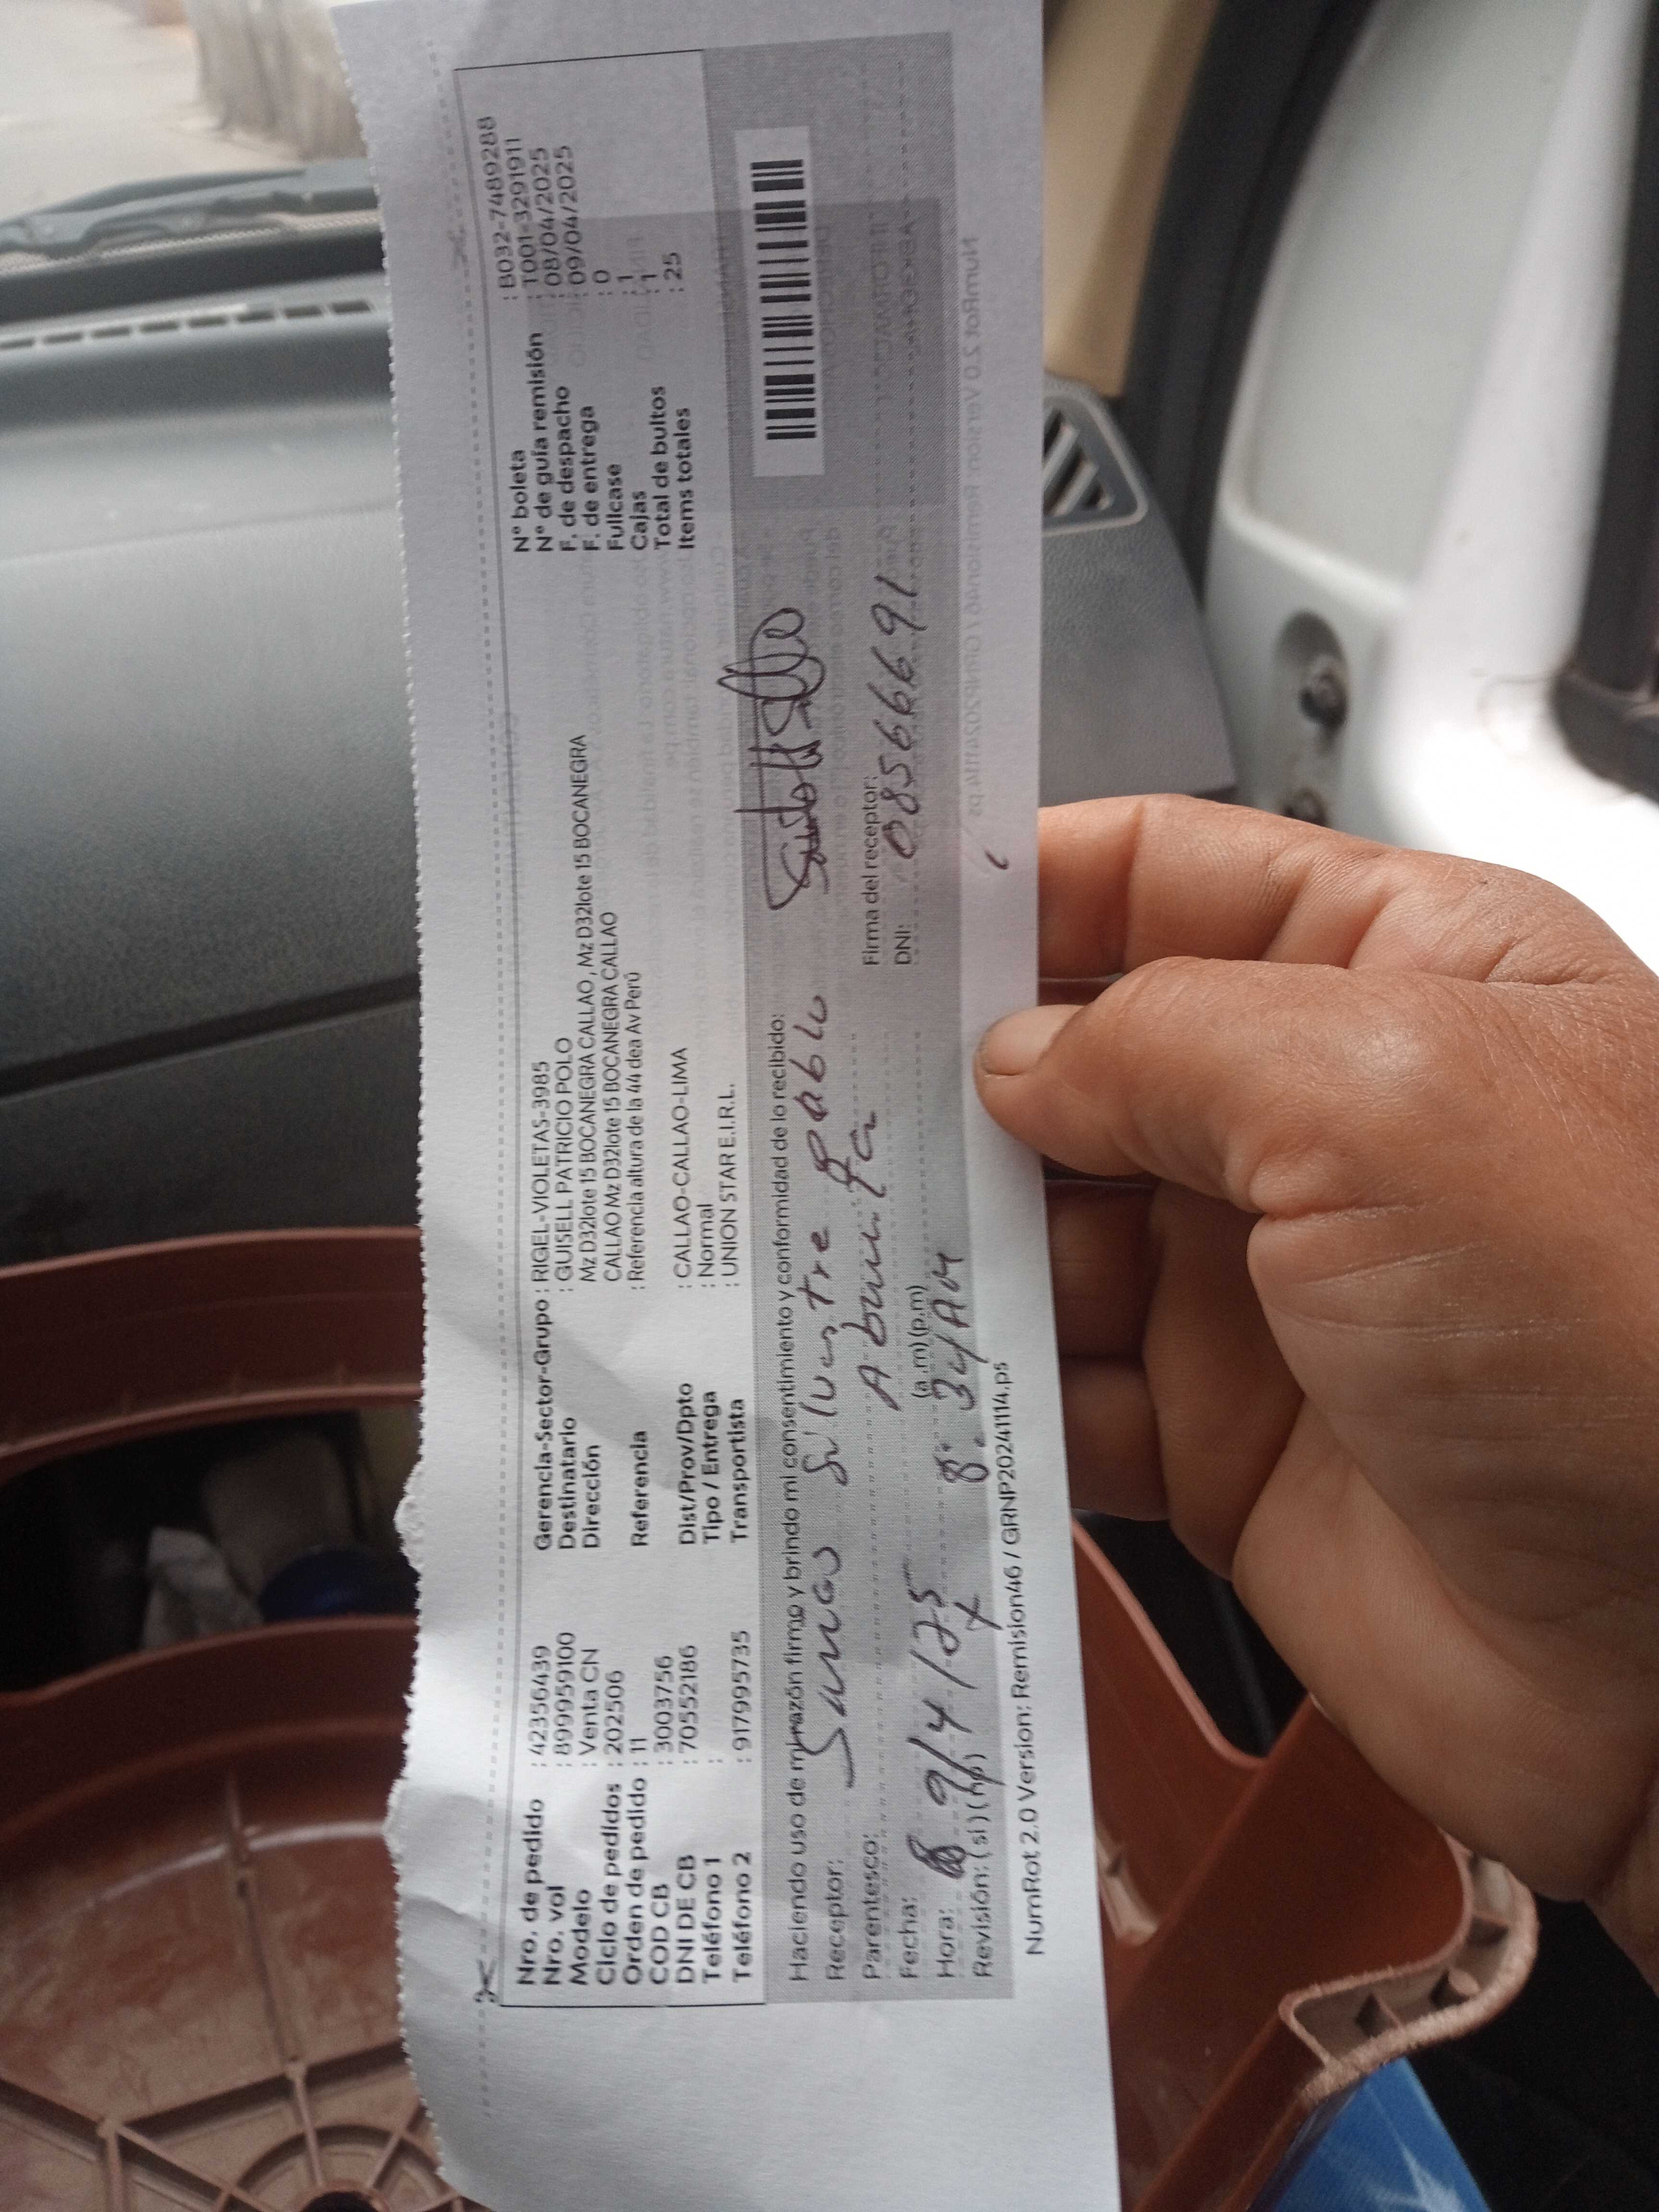 Nro. de pedido : 42356439
Nro. vol : 899959100
Modelo : Venta CN
Ciclo de pedidos : 202506
Orden de pedido : 11
COD CB : 3003756
DNI DE CB : 70552186
Teléfono 1 :
Teléfono 2 : 917995735
Gerencia-Sector-Grupo : RIGEL-VIOLETAS-3985
Destinatario : GUISELL PATRICIO POLO
Dirección Mz D32lote 15 BOCANEGRA CALLAO , Mz D32lote 15 BOCANEGRA
CALLAO Mz D32lote 15 BOCANEGRA CALLAO
Referencia : Referencia altura de la 44 dea Av Perú
Dist/Prov/Dpto : CALLAO-CALLAO-LIMA
Tipo / Entrega : Normal
Transportista : UNION STAR E.I.R.L.
N° boleta : B032-7489288
N° de guía remisión : T001-3291911
F. de despacho : 08/04/2025
F. de entrega : 09/04/2025
Fullcase : 0
Cajas : 1
Total de bultos : 1
Items totales : 25
Haciendo uso de mi razón firmo y brindo mi consentimiento y conformidad de lo recibido:
Receptor: Silvestre Pablo
Parentesco:
Fecha: 9/4/25
Hora: (a .m) (p.m) 8: 34 AM
Revisión: (si ) ( no ) X
Firma del receptor:
DNI: 08566691
NumRot 2.0 Version: Remision46 / GRNP20241114.ps